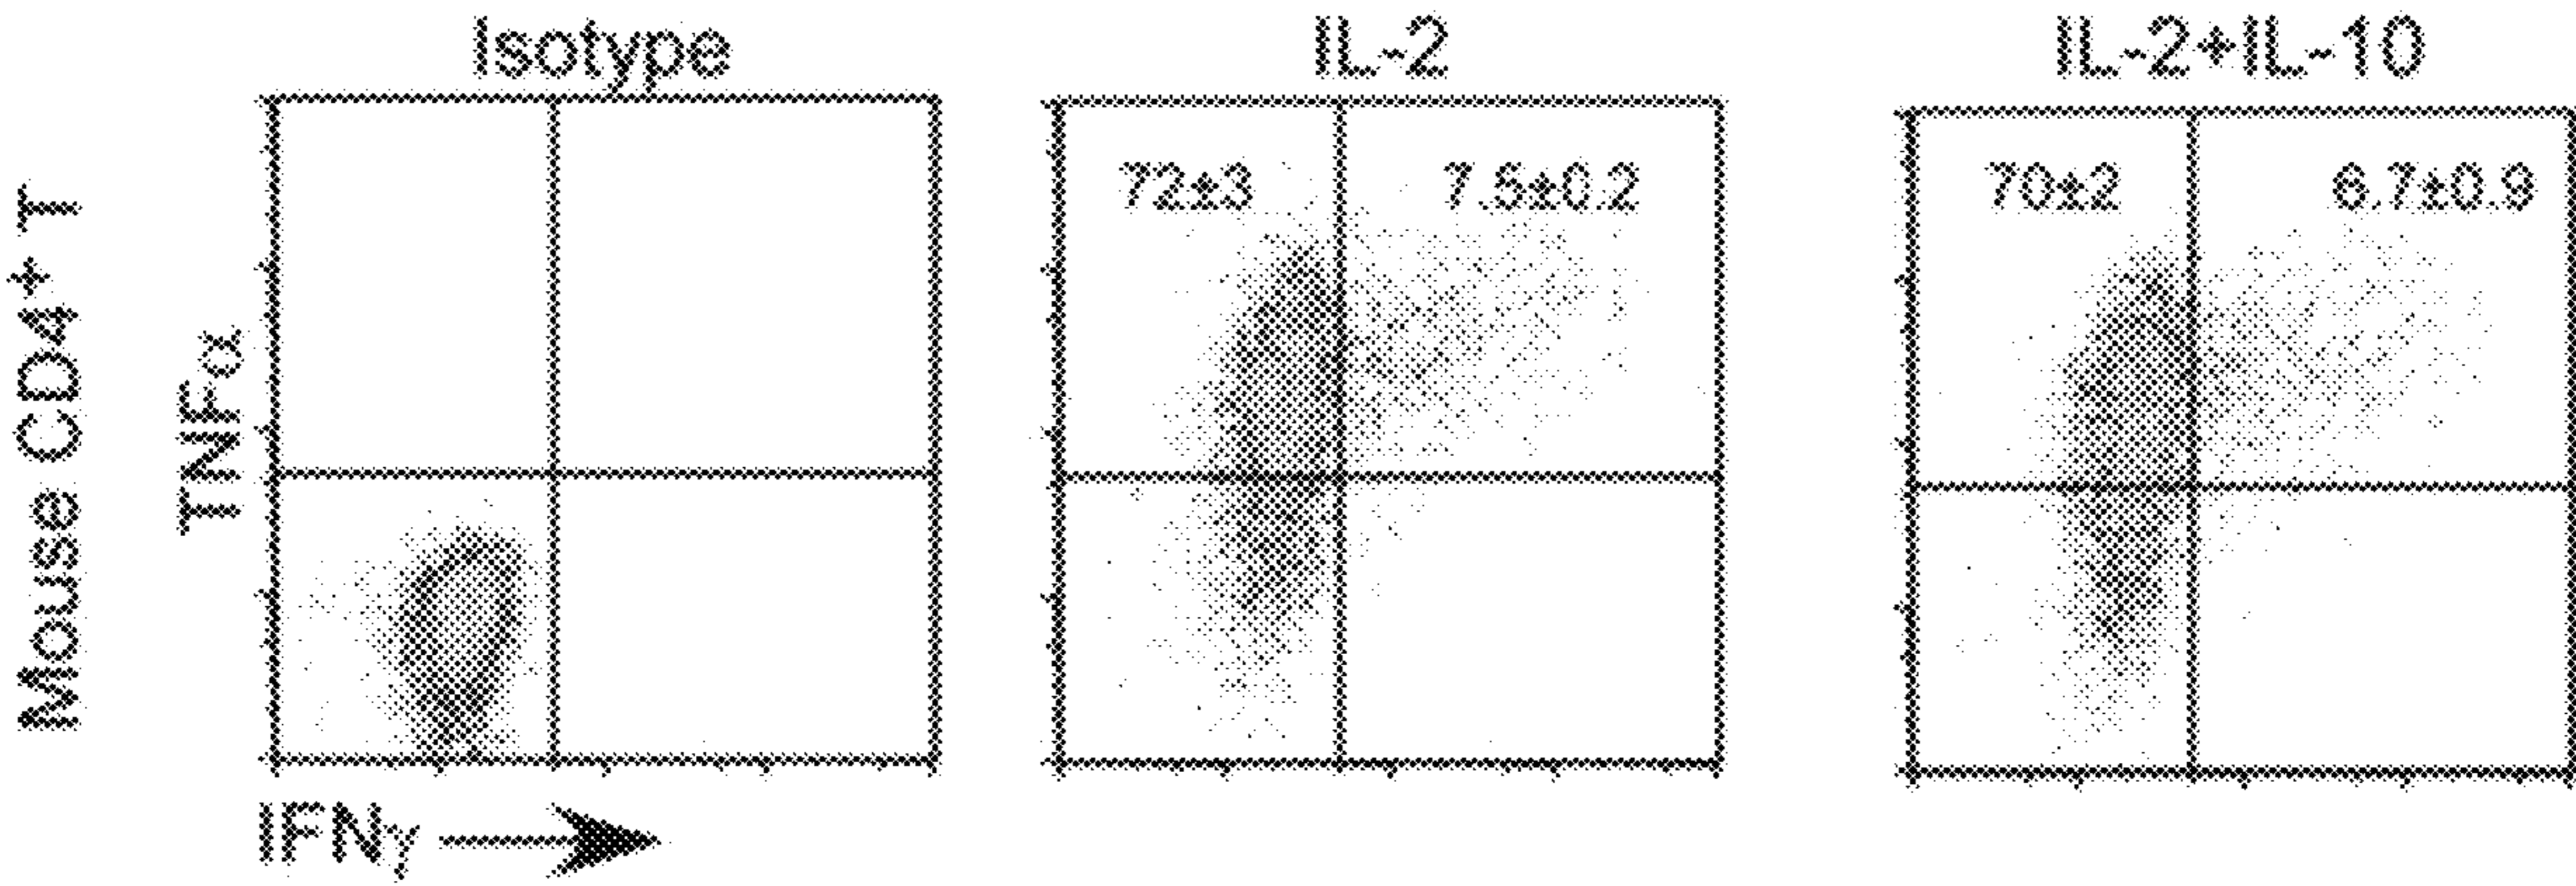 Isotype
IL-2
IL-2+IL-10
Mouse CD4+ T
TNFα
72±3
7.5±0.2
70±2
6.7±0.9
IFNγ